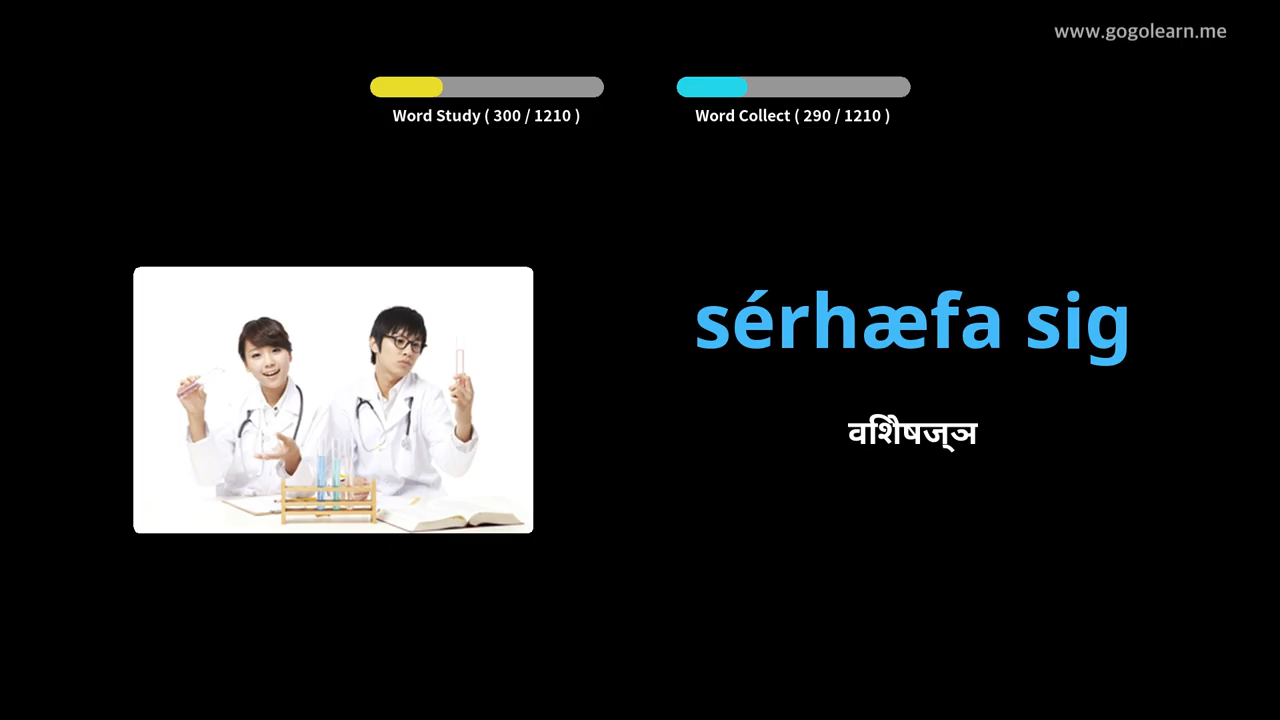 www.gogolearn.me
Word Study ( 300 / 1210 )
Word Collect ( 290 / 1210 )
sérhæfa sig
वशिेषज्ञ